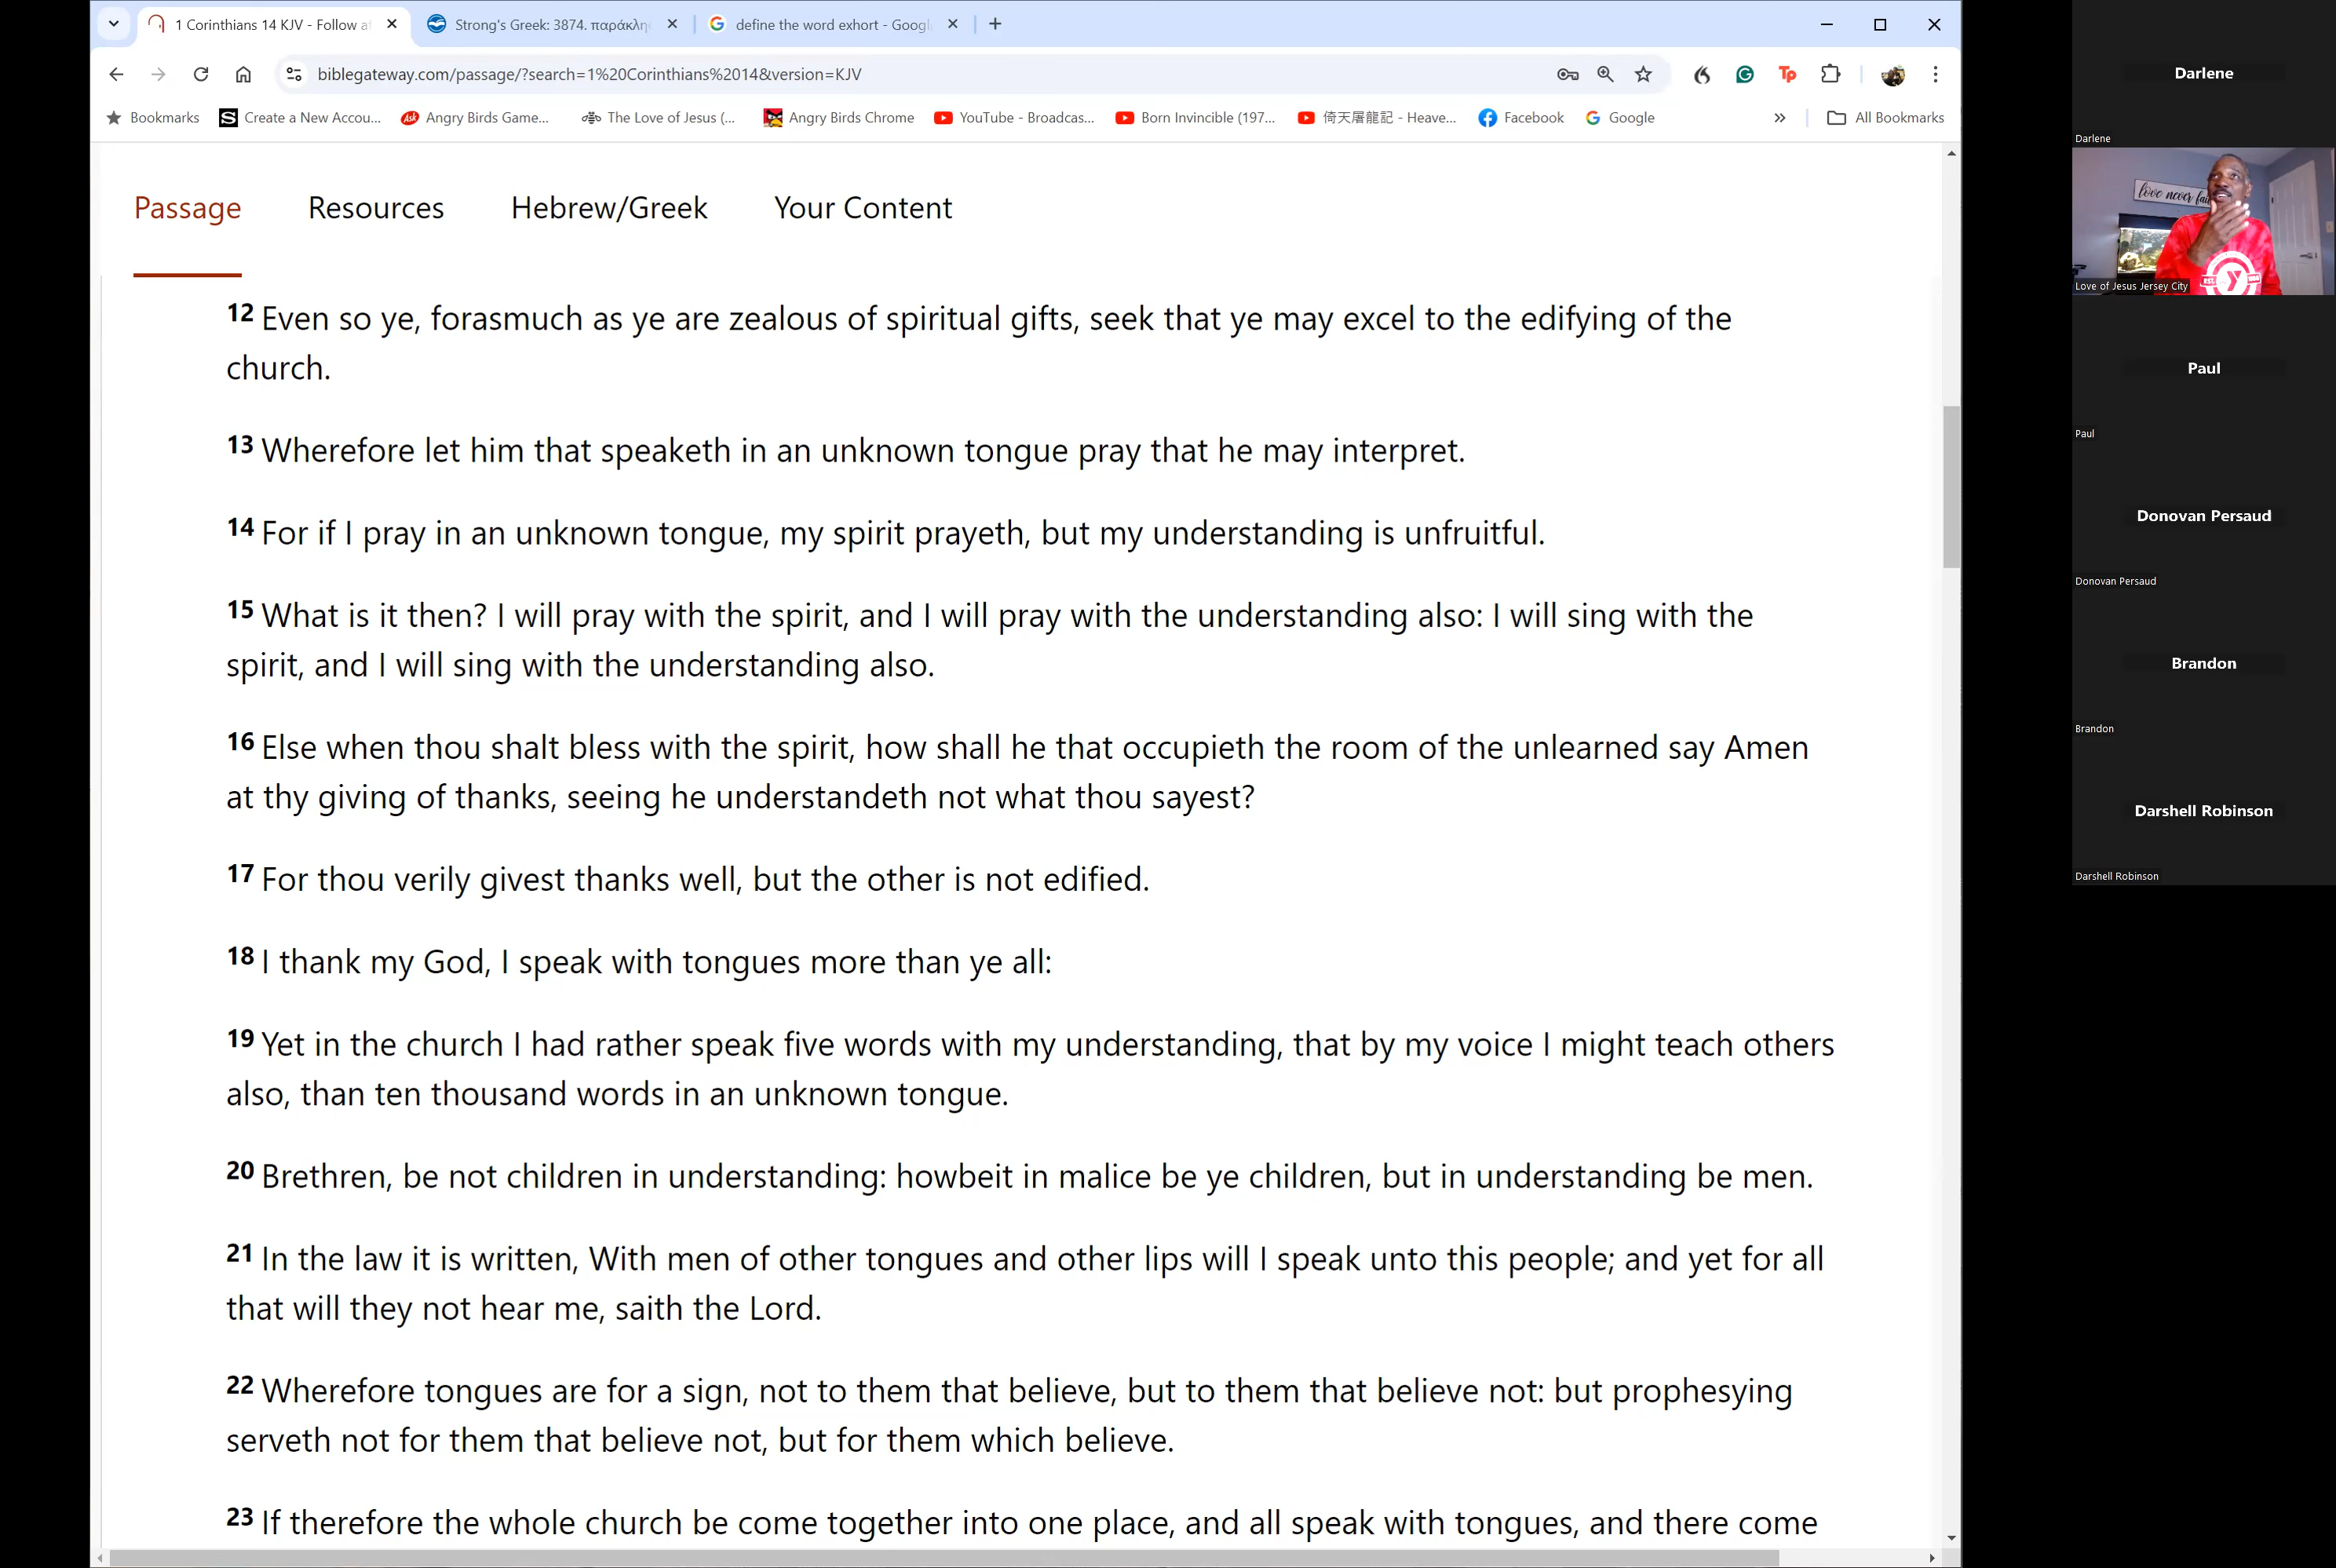 1 Corinthians 14 KJV - Follow af
Strong's Greek: 3874. παράκλη
define the word exhort - Googl
biblegateway.com/passage/?search=1%20Corinthians%2014&version=KJV
Bookmarks
Create a New Accou...
Angry Birds Game...
The Love of Jesus (...
Angry Birds Chrome
YouTube - Broadcas...
Born Invincible (197...
倚天屠龍記 - Heave...
Facebook
Google
All Bookmarks
Passage
Resources
Hebrew/Greek
Your Content
12 Even so ye, forasmuch as ye are zealous of spiritual gifts, seek that ye may excel to the edifying of the
church.
13 Wherefore let him that speaketh in an unknown tongue pray that he may interpret.
14 For if I pray in an unknown tongue, my spirit prayeth, but my understanding is unfruitful.
15 What is it then? I will pray with the spirit, and I will pray with the understanding also: I will sing with the
spirit, and I will sing with the understanding also.
16 Else when thou shalt bless with the spirit, how shall he that occupieth the room of the unlearned say Amen
at thy giving of thanks, seeing he understandeth not what thou sayest?
17 For thou verily givest thanks well, but the other is not edified.
18 I thank my God, I speak with tongues more than ye all:
19 Yet in the church I had rather speak five words with my understanding, that by my voice I might teach others
also, than ten thousand words in an unknown tongue.
20 Brethren, be not children in understanding: howbeit in malice be ye children, but in understanding be men.
21 In the law it is written, With men of other tongues and other lips will I speak unto this people; and yet for all
that will they not hear me, saith the Lord.
22 Wherefore tongues are for a sign, not to them that believe, but to them that believe not: but prophesying
serveth not for them that believe not, but for them which believe.
23 If therefore the whole church be come together into one place, and all speak with tongues, and there come
Darlene
Darlene
love never fai
Love of Jesus Jersey City
Paul
Paul
Donovan Persaud
Donovan Persaud
Brandon
Brandon
Darshell Robinson
Darshell Robinson